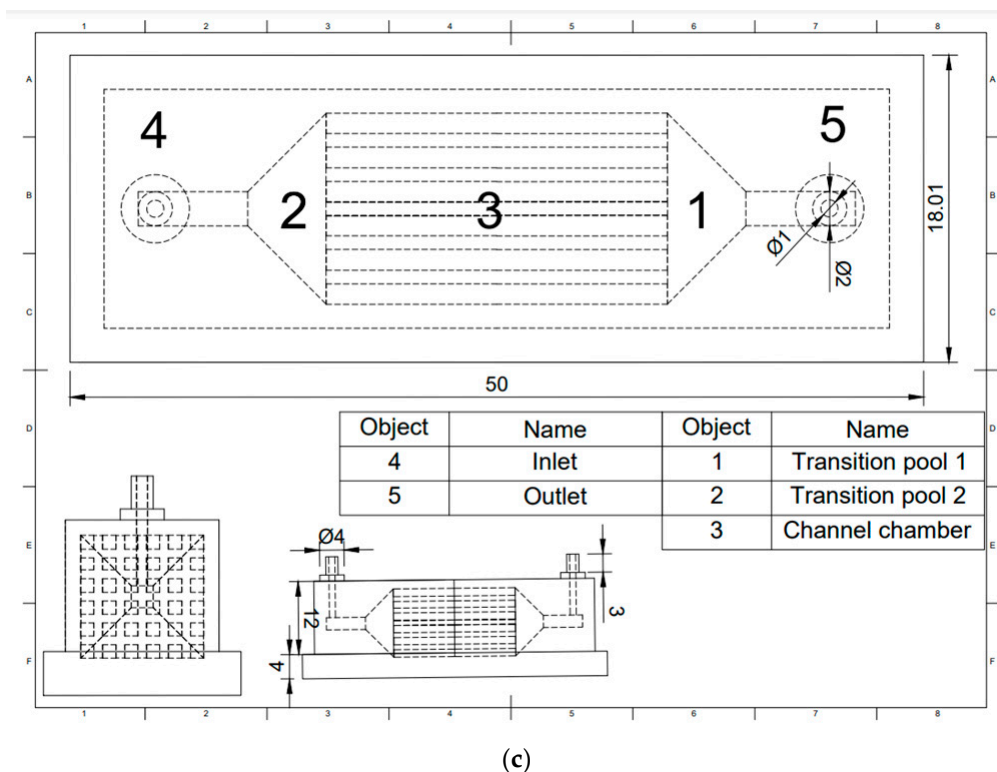 1 2 3 4 5 6 7 8
A A
4 5
B B
2 3 1
18.01
Ø1
Ø2
C C
50
D D
Object Name Object Name
4 Inlet 1 Transition pool 1
5 Outlet 2 Transition pool 2
3 Channel chamber
E E
Ø4
12
3
4
F F
1 2 3 4 5 6 7 8
(c)